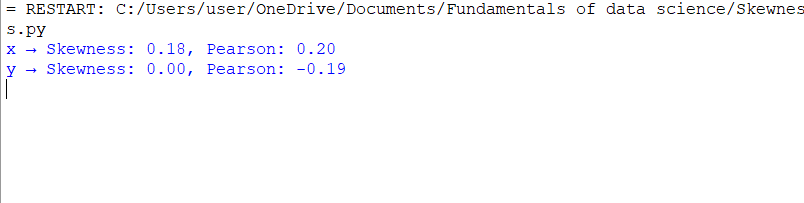 = RESTART: C:/Users/user/OneDrive/Documents/Fundamentals of data science/Skewnes
s.py
x → Skewness: 0.18, Pearson: 0.20
y → Skewness: 0.00, Pearson: -0.19